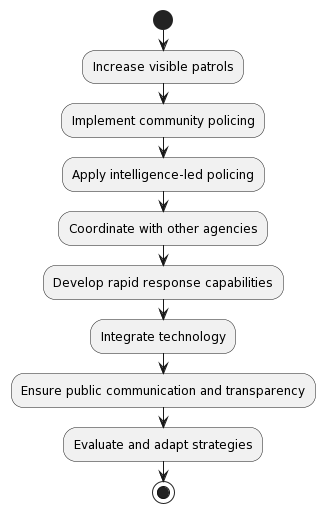 Increase visible patrols
Implement community policing
Apply intelligence-led policing
Coordinate with other agencies
Develop rapid response capabilities
Integrate technology
Ensure public communication and transparency
Evaluate and adapt strategies